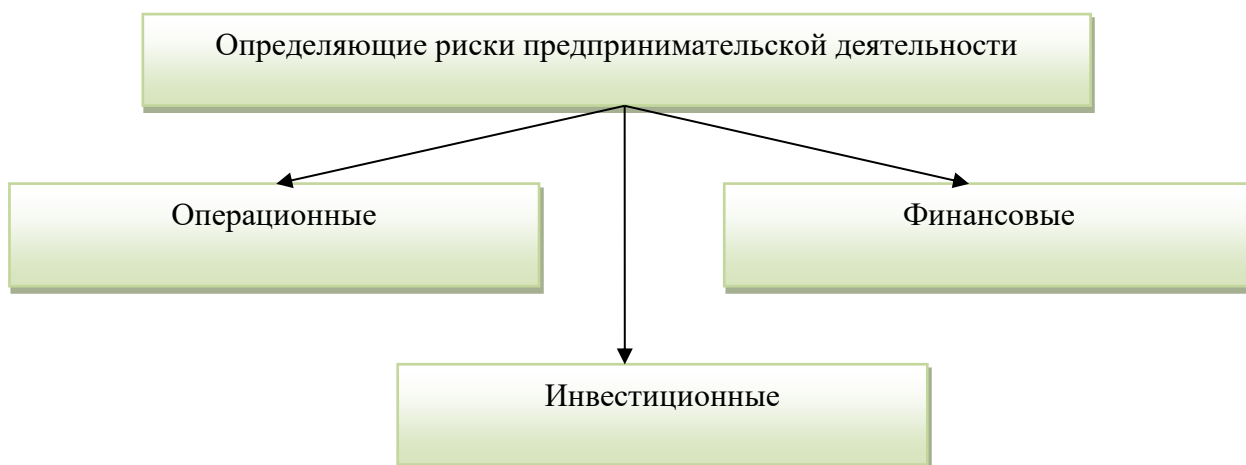 Определяющие риски предпринимательской деятельности
Операционные
Финансовые
Инвестиционные